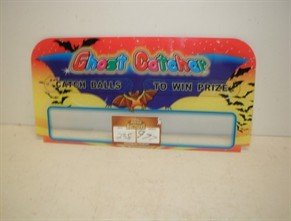 Ghost Catcher
CATCH BALLS TO WIN PRIZE